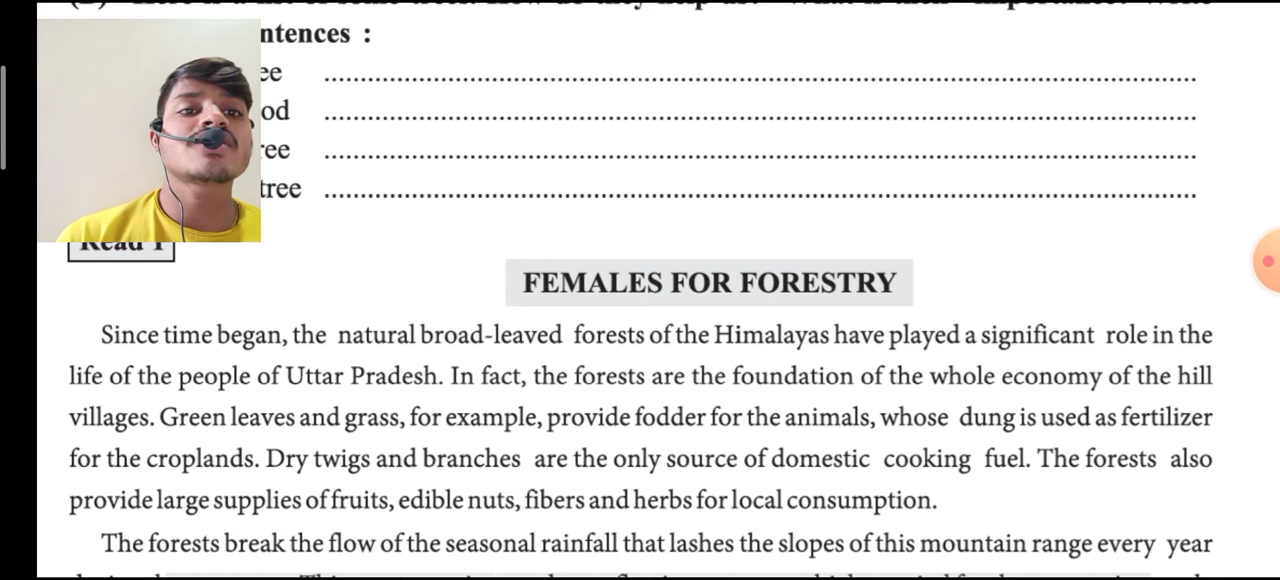 ntences :
ee ........................................................................
od ........................................................................
ree ........................................................................
tree ........................................................................
Read 1
FEMALES FOR FORESTRY
Since time began, the natural broad-leaved forests of the Himalayas have played a significant role in the
life of the people of Uttar Pradesh. In fact, the forests are the foundation of the whole economy of the hill
villages. Green leaves and grass, for example, provide fodder for the animals, whose dung is used as fertilizer
for the croplands. Dry twigs and branches are the only source of domestic cooking fuel. The forests also
provide large supplies of fruits, edible nuts, fibers and herbs for local consumption.
The forests break the flow of the seasonal rainfall that lashes the slopes of this mountain range every year